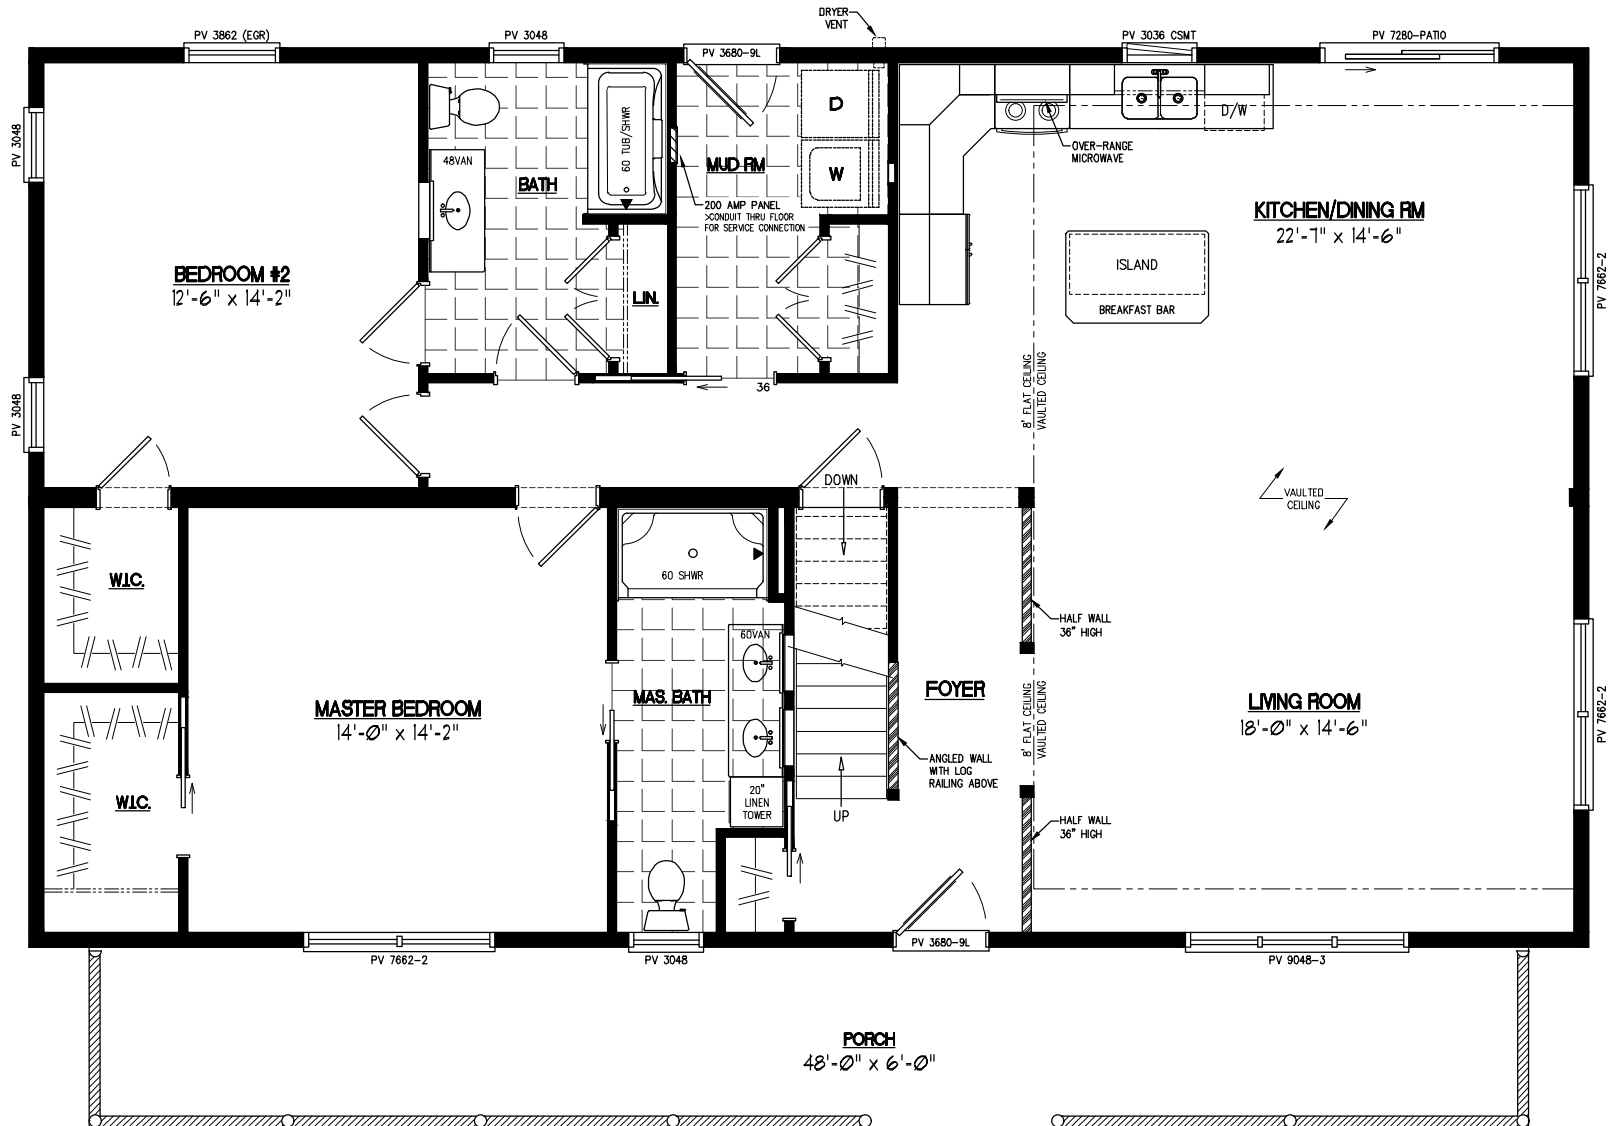 DRYER
VENT
PV 3862 (EGR)
PV 3048
PV 3680-9L
PV 3036 CSMT
PV 7280-PATIO
PV 3048
D
W
D/W
48VAN
BATH
60 TUB/SHWR
MUD RM
OVER-RANGE
MICROWAVE
200 AMP PANEL
>CONDUIT THRU FLOOR
FOR SERVICE CONNECTION
KITCHEN/DINING RM
22'-7" x 14'-6"
BEDROOM #2
12'-6" x 14'-2"
ISLAND
BREAKFAST BAR
LIN.
PV 7662-2
36
8' FLAT CEILING
VAULTED CEILING
PV 3048
DOWN
VAULTED
CEILING
W.I.C.
60 SHWR
HALF WALL
36" HIGH
60VAN
MAS. BATH
FOYER
MASTER BEDROOM
14'-0" x 14'-2"
8' FLAT CEILING
VAULTED CEILING
LIVING ROOM
18'-0" x 14'-6"
PV 7662-2
ANGLED WALL
WITH LOG
RAILING ABOVE
W.I.C.
20"
LINEN
TOWER
UP
HALF WALL
36" HIGH
PV 7662-2
PV 3048
PV 3680-9L
PV 9048-3
PORCH
48'-0" x 6'-0"